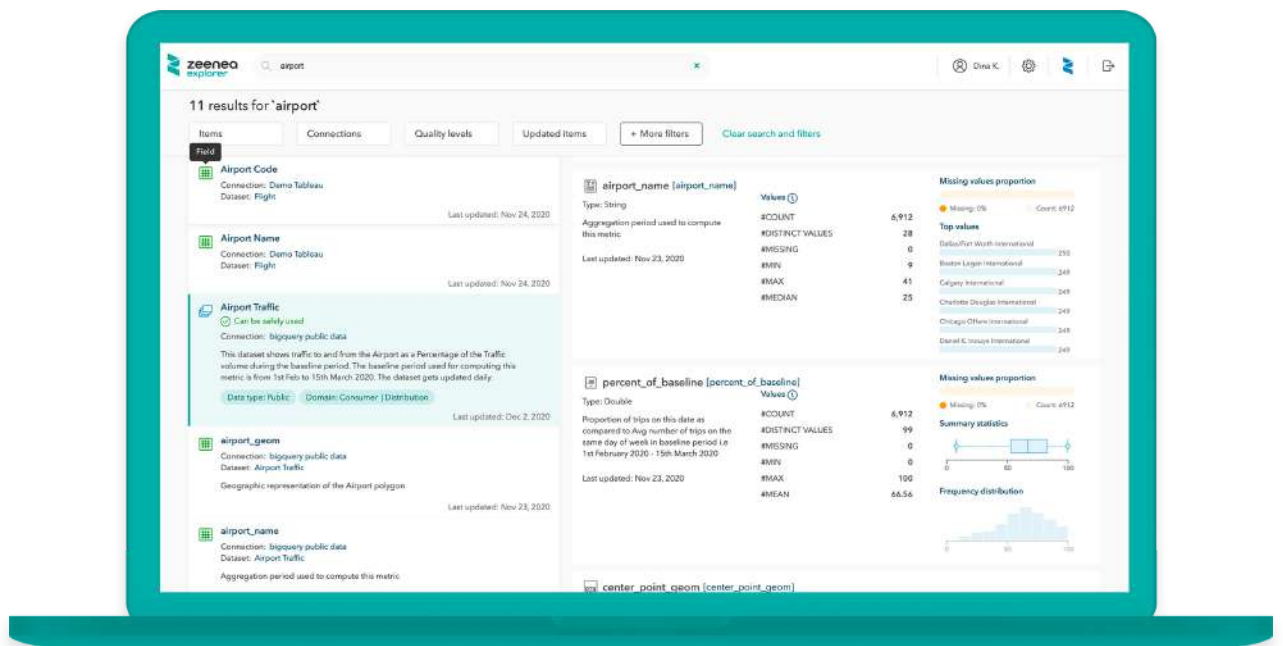 zeenea
explorer
airport
×
Dina K.
11 results for `airport`
Items
Connections
Quality levels
Updated items
+ More filters
Clear search and filters
Field
Airport Code
Connection: Demo Tableau
Dataset: Flight
Last updated: Nov 24, 2020
Airport Name
Connection: Demo Tableau
Dataset: Flight
Last updated: Nov 24, 2020
Airport Traffic
Can be safely used
Connection: bigquery public data
This dataset shows traffic to and from the Airport as a Percentage of the Traffic
volume during the baseline period. The baseline period used for computing this
metric is from 1st Feb to 15th March 2020. The dataset gets updated daily.
Data type: Public
Domain: Consumer | Distribution
Last updated: Dec 2, 2020
airport_geom
Connection: bigquery public data
Dataset: Airport Traffic
Geographic representation of the Airport polygon
Last updated: Nov 23, 2020
airport_name
Connection: bigquery public data
Dataset: Airport Traffic
Aggregation period used to compute this metric
airport_name [airport_name]
Type: String
Aggregation period used to compute
this metric
Last updated: Nov 23, 2020
Values
#COUNT 6,912
#DISTINCT VALUES 28
#MISSING 0
#MIN 9
#MAX 41
#MEDIAN 25
Missing values proportion
Missing: 0% Count: 6912
Top values
Dallas/Fort Worth International
250
Boston Logan International
249
Calgary International
249
Charlotte Douglas International
249
Chicago OHare International
249
Daniel K. Inouye International
249
percent_of_baseline [percent_of_baseline]
Type: Double
Proportion of trips on this date as
compared to Avg number of trips on the
same day of week in baseline period i.e
1st February 2020 - 15th March 2020
Last updated: Nov 23, 2020
Values
#COUNT 6,912
#DISTINCT VALUES 99
#MISSING 0
#MIN 0
#MAX 100
#MEAN 66.56
Missing values proportion
Missing: 0% Count: 6912
Summary statistics
0 50 100
Frequency distribution
0 50 100
center_point_geom [center_point_geom]